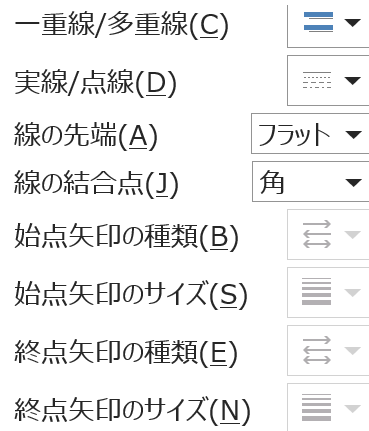 一重線/多重線(C)
実線/点線(D)
線の先端(A) フラット
線の結合点(J) 角
始点矢印の種類(B)
始点矢印のサイズ(S)
終点矢印の種類(E)
終点矢印のサイズ(N)